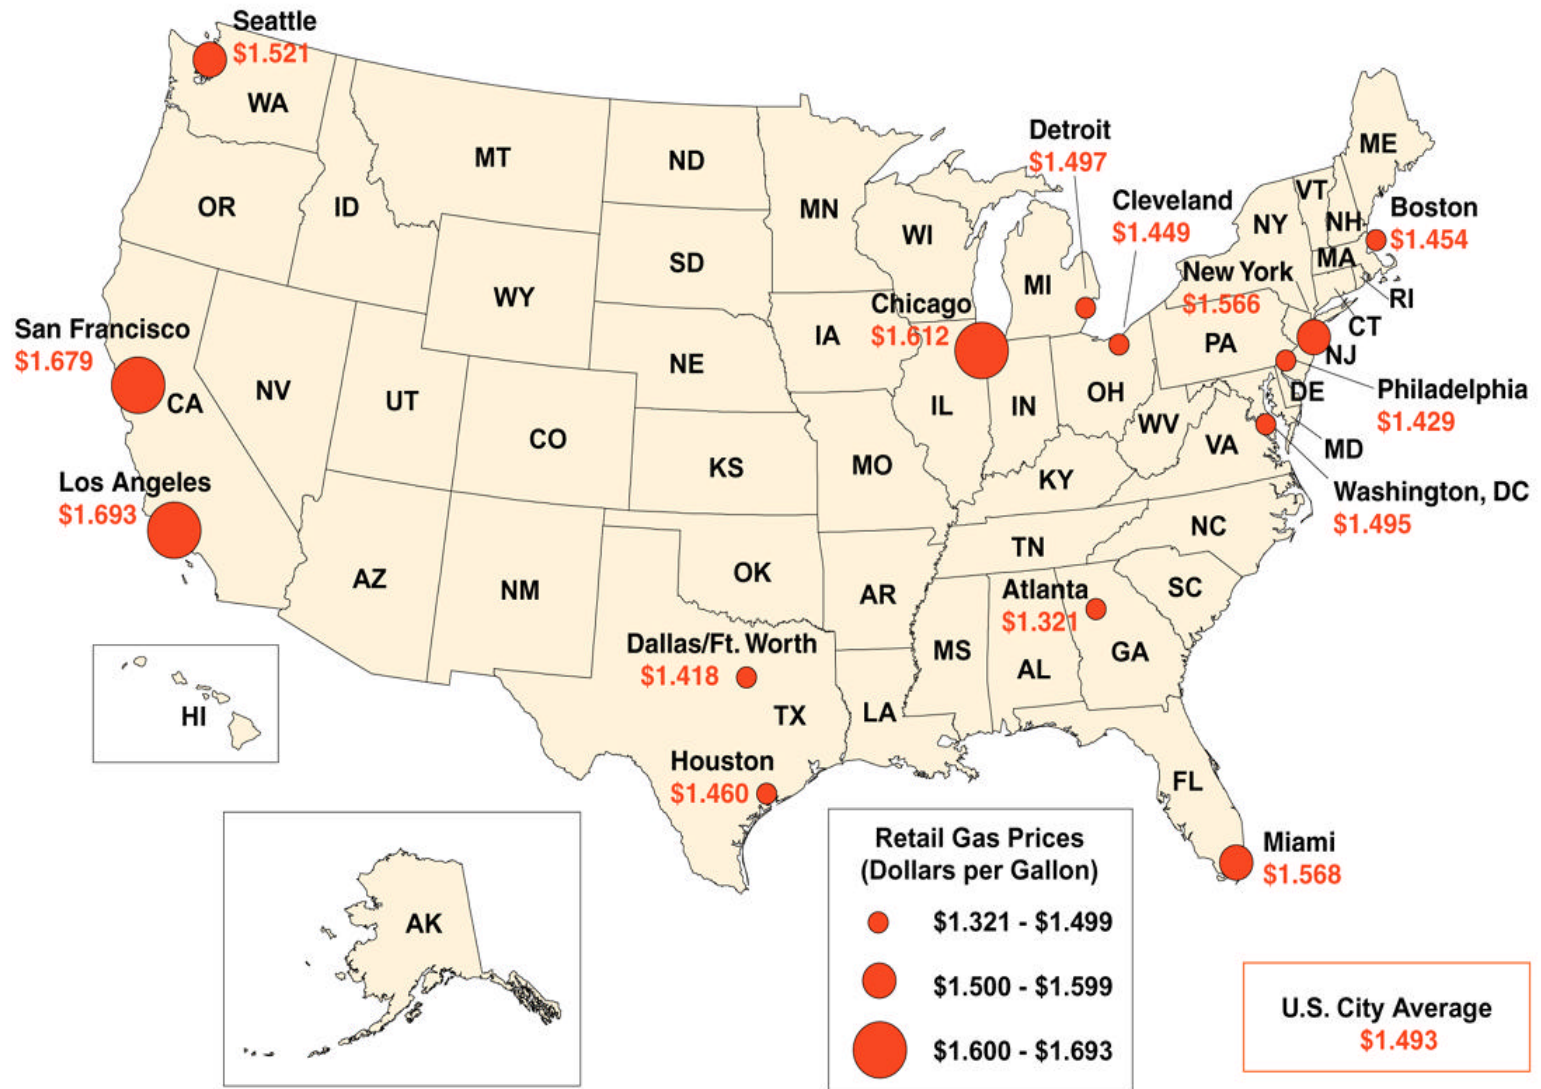 Seattle
$1.521
WA
MT
ND
OR
ID
MN
SD
WY
WI
MI
Detroit
$1.497
Cleveland
$1.449
ME
VT
NH
NY
Boston
$1.454
MA
New York
$1.566
RI
CT
NJ
Chicago
$1.612
IA
PA
San Francisco
$1.679
CA
NV
UT
CO
NE
KS
MO
IL
IN
OH
WV
VA
DE
Philadelphia
$1.429
MD
Washington, DC
$1.495
KY
Los Angeles
$1.693
AZ
NM
OK
AR
TN
NC
SC
Atlanta
$1.321
GA
MS
AL
Dallas/Ft. Worth
$1.418
TX
LA
HI
Houston
$1.460
FL
Miami
$1.568
AK
Retail Gas Prices
(Dollars per Gallon)
$1.321 - $1.499
$1.500 - $1.599
$1.600 - $1.693
U.S. City Average
$1.493